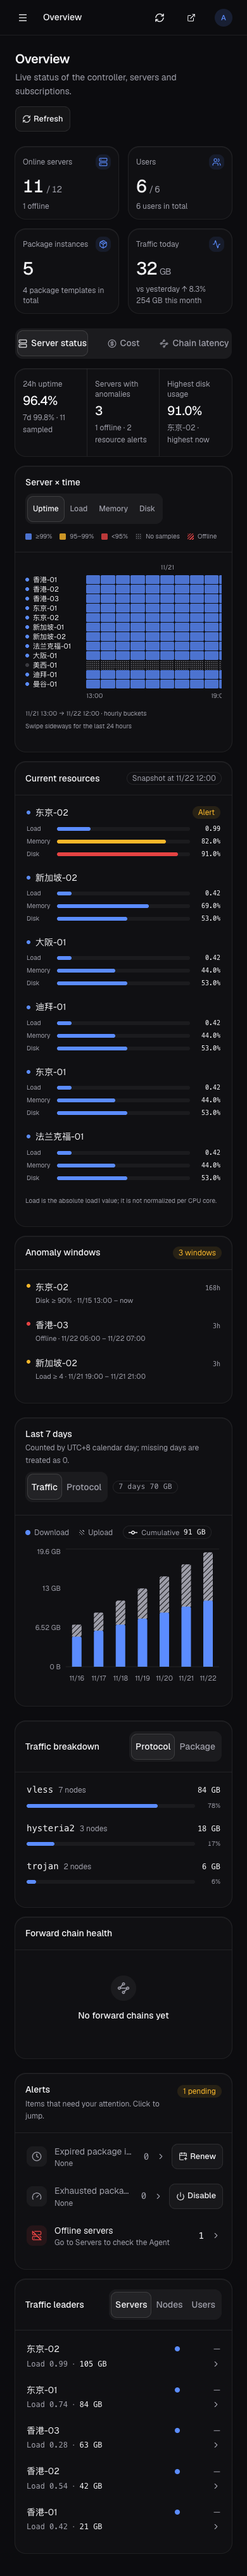 Overview
A
Overview
Live status of the controller, servers and
subscriptions.
Refresh
Online servers
11 / 12
1 offline
Users
6 / 6
6 users in total
Package instances
5
4 package templates in
total
Traffic today
32 GB
vs yesterday ↑ 8.3%
254 GB this month
Server status
Cost
Chain latency
24h uptime
96.4%
7d 99.8% · 11
sampled
Servers with
anomalies
3
1 offline · 2
resource alerts
Highest disk
usage
91.0%
东京-02 ·
highest now
Server × time
Uptime
Load
Memory
Disk
≥99%
95–99%
<95%
No samples
Offline
11/21
香港-01
香港-02
香港-03
东京-01
东京-02
新加坡-01
新加坡-02
法兰克福-01
大阪-01
美西-01
迪拜-01
曼谷-01
13:00
11/21 13:00 → 11/22 12:00 · hourly buckets
Swipe sideways for the last 24 hours
Current resources
Snapshot at 11/22 12:00
东京-02
Alert
Load 0.99
Memory 82.0%
Disk 91.0%
新加坡-02
Load 0.42
Memory 69.0%
Disk 53.0%
大阪-01
Load 0.42
Memory 44.0%
Disk 53.0%
迪拜-01
Load 0.42
Memory 44.0%
Disk 53.0%
东京-01
Load 0.42
Memory 44.0%
Disk 53.0%
法兰克福-01
Load 0.42
Memory 44.0%
Disk 53.0%
Load is the absolute load1 value; it is not normalized per CPU core.
Anomaly windows
3 windows
东京-02
168h
Disk ≥ 90% · 11/15 13:00 – now
香港-03
3h
Offline · 11/22 05:00 – 11/22 07:00
新加坡-02
3h
Load ≥ 4 · 11/21 19:00 – 11/21 21:00
Last 7 days
Counted by UTC+8 calendar day; missing days are
treated as 0.
Traffic
Protocol
7 days 70 GB
Download
Upload
Cumulative 91 GB
19.6 GB
13 GB
6.52 GB
0 B
11/16 11/17 11/18 11/19 11/20 11/21 11/22
Traffic breakdown
Protocol
Package
vless 7 nodes 84 GB
78%
hysteria2 3 nodes 18 GB
17%
trojan 2 nodes 6 GB
6%
Forward chain health
No forward chains yet
Alerts
1 pending
Items that need your attention. Click to
jump.
Expired package i...
None
0
Renew
Exhausted packa...
None
0
Disable
Offline servers
Go to Servers to check the Agent
1
Traffic leaders
Servers
Nodes
Users
东京-02 —
Load 0.99 · 105 GB
东京-01 —
Load 0.74 · 84 GB
香港-03 —
Load 0.28 · 63 GB
香港-02 —
Load 0.54 · 42 GB
香港-01 —
Load 0.42 · 21 GB